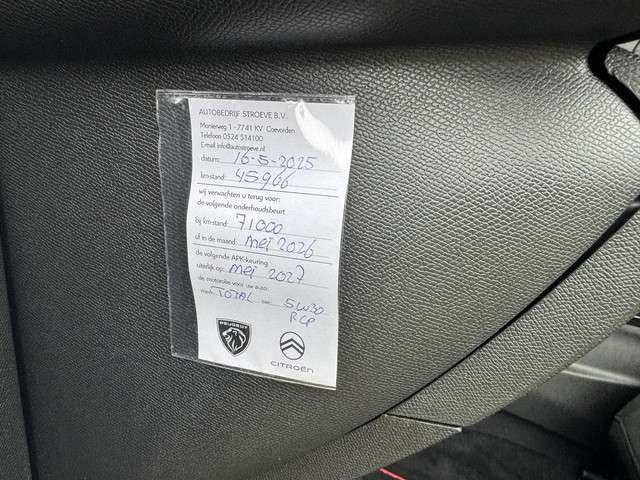 AUTOBEDRIJF STROEVE B.V.
Monierweg 1 - 7741 KV Coevorden
Telefoon 0524 514100
E-mail info@autostroeve.nl
datum: 16-5-2025
km-stand: 45966
wij verwachten u terug voor:
de volgende onderhoudsbeurt
bij km-stand: 71000
of in de maand: mei 2026
de volgende APK-keuring
uiterlijk op: mei 2027
de motorolie voor uw auto:
merk: TOTAL 5W30
RCP
PEUGEOT
CITROËN